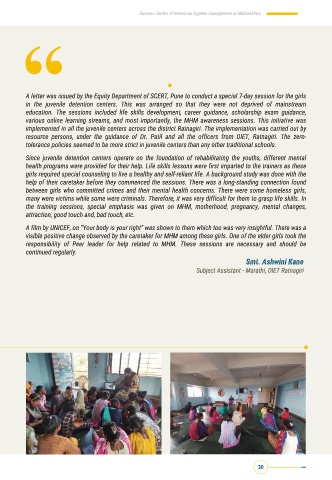 Success stories of menstrual hygiene management in Maharashtra
A letter was issued by the Equity Department of SCERT, Pune to conduct a special 7-day session for the girls
in the juvenile detention centers. This was arranged so that they were not deprived of mainstream
education. The sessions included life skills development, career guidance, scholarship exam guidance,
various online learning streams, and most importantly, the MHM awareness sessions. This initiative was
implemented in all the juvenile centers across the district Ratnagiri. The implementation was carried out by
resource persons, under the guidance of Dr. Patil and all the officers from DIET, Ratnagiri. The zero-
tolerance policies seemed to be more strict in juvenile centers than any other traditional schools.
Since juvenile detention centers operate on the foundation of rehabilitating the youths, different mental
health programs were provided for their help. Life skills lessons were first imparted to the trainers as these
girls required special counseling to live a healthy and self-reliant life. A background study was done with the
help of their caretaker before they commenced the sessions. There was a long-standing connection found
between girls who committed crimes and their mental health concerns. There were some homeless girls,
many were victims while some were criminals. Therefore, it was very difficult for them to grasp life skills. In
the training sessions, special emphasis was given on MHM, motherhood, pregnancy, mental changes,
attraction, good touch and, bad touch, etc.
A film by UNICEF, on "Your body is your right" was shown to them which too was very insightful. There was a
visible positive change observed by the caretaker for MHM among these girls. One of the elder girls took the
responsibility of Peer leader for help related to MHM. These sessions are necessary and should be
continued regularly.
Smt. Ashwini Kane
Subject Assistant - Marathi, DIET Ratnagiri
30